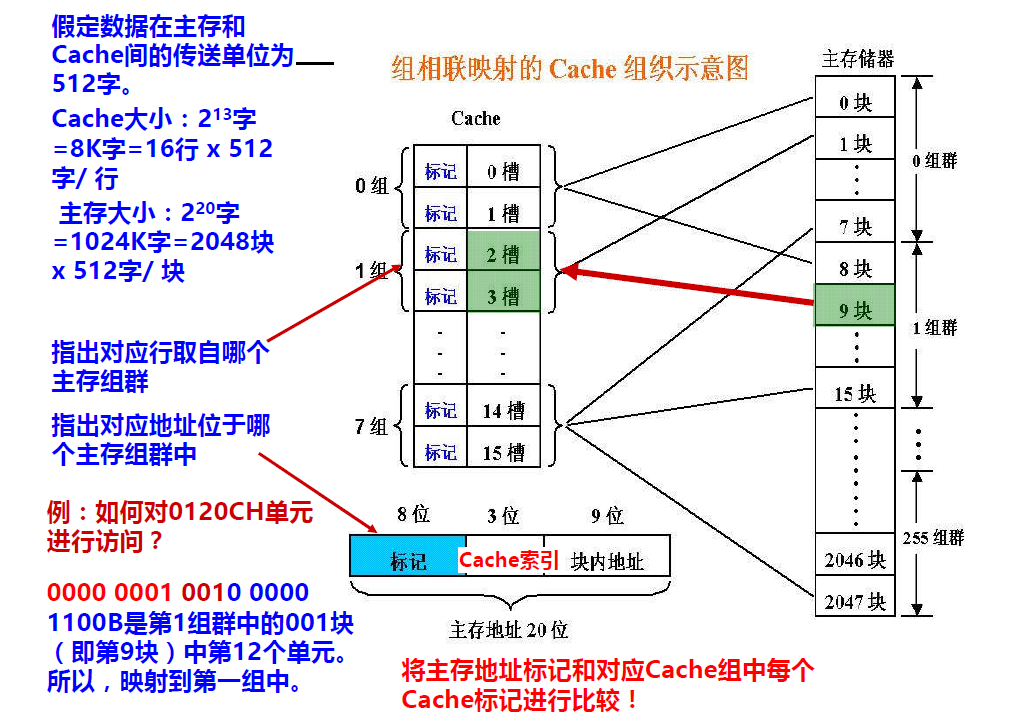 假定数据在主存和
Cache间的传送单位为
512字。
Cache大小：2¹³字
=8K字=16行 x 512
字/ 行
主存大小：2²⁰字
=1024K字=2048块
x 512字/ 块
指出对应行取自哪个
主存组群
指出对应地址位于哪
个主存组群中
例：如何对0120CH单元
进行访问？
0000 0001 0010 0000
1100B是第1组群中的001块
（即第9块）中第12个单元。
所以，映射到第一组中。
组相联映射的 Cache 组织示意图
Cache
0 组
标记 0 槽
标记 1 槽
1 组
标记 2 槽
标记 3 槽
7 组
标记 14 槽
标记 15 槽
主存储器
0 块
1 块
7 块
0 组群
8 块
9 块
15 块
1 组群
2046 块
2047 块
255 组群
8 位 3 位 9 位
标记 Cache索引 块内地址
主存地址 20 位
将主存地址标记和对应Cache组中每个
Cache标记进行比较！